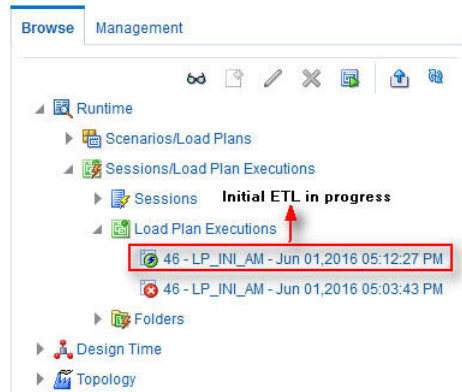 Browse Management
Runtime
Scenarios/Load Plans
Sessions/Load Plan Executions
Sessions Initial ETL in progress
Load Plan Executions
46 - LP_INI_AM - Jun 01,2016 05:12:27 PM
46 - LP_INI_AM - Jun 01,2016 05:03:43 PM
Folders
Design Time
Topology